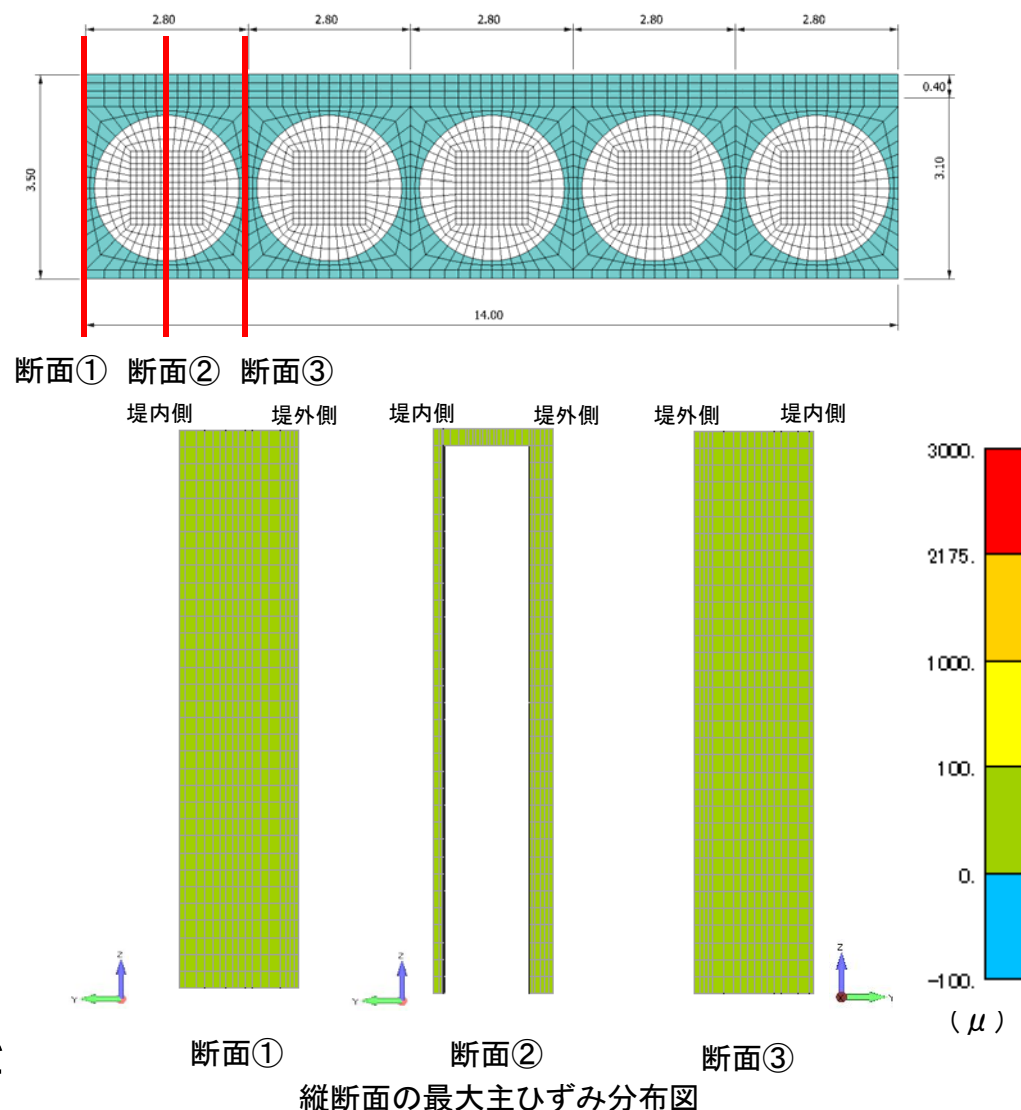 2.80 2.80 2.80 2.80 2.80
0.40
3.50
3.10
14.00
断面① 断面② 断面③
堤内側 堤外側 堤内側 堤外側 堤外側 堤内側
3000.
2175.
1000.
100.
0.
-100.
(μ)
Z Y Z Y Z Y
断面① 断面② 断面③
縦断面の最大主ひずみ分布図